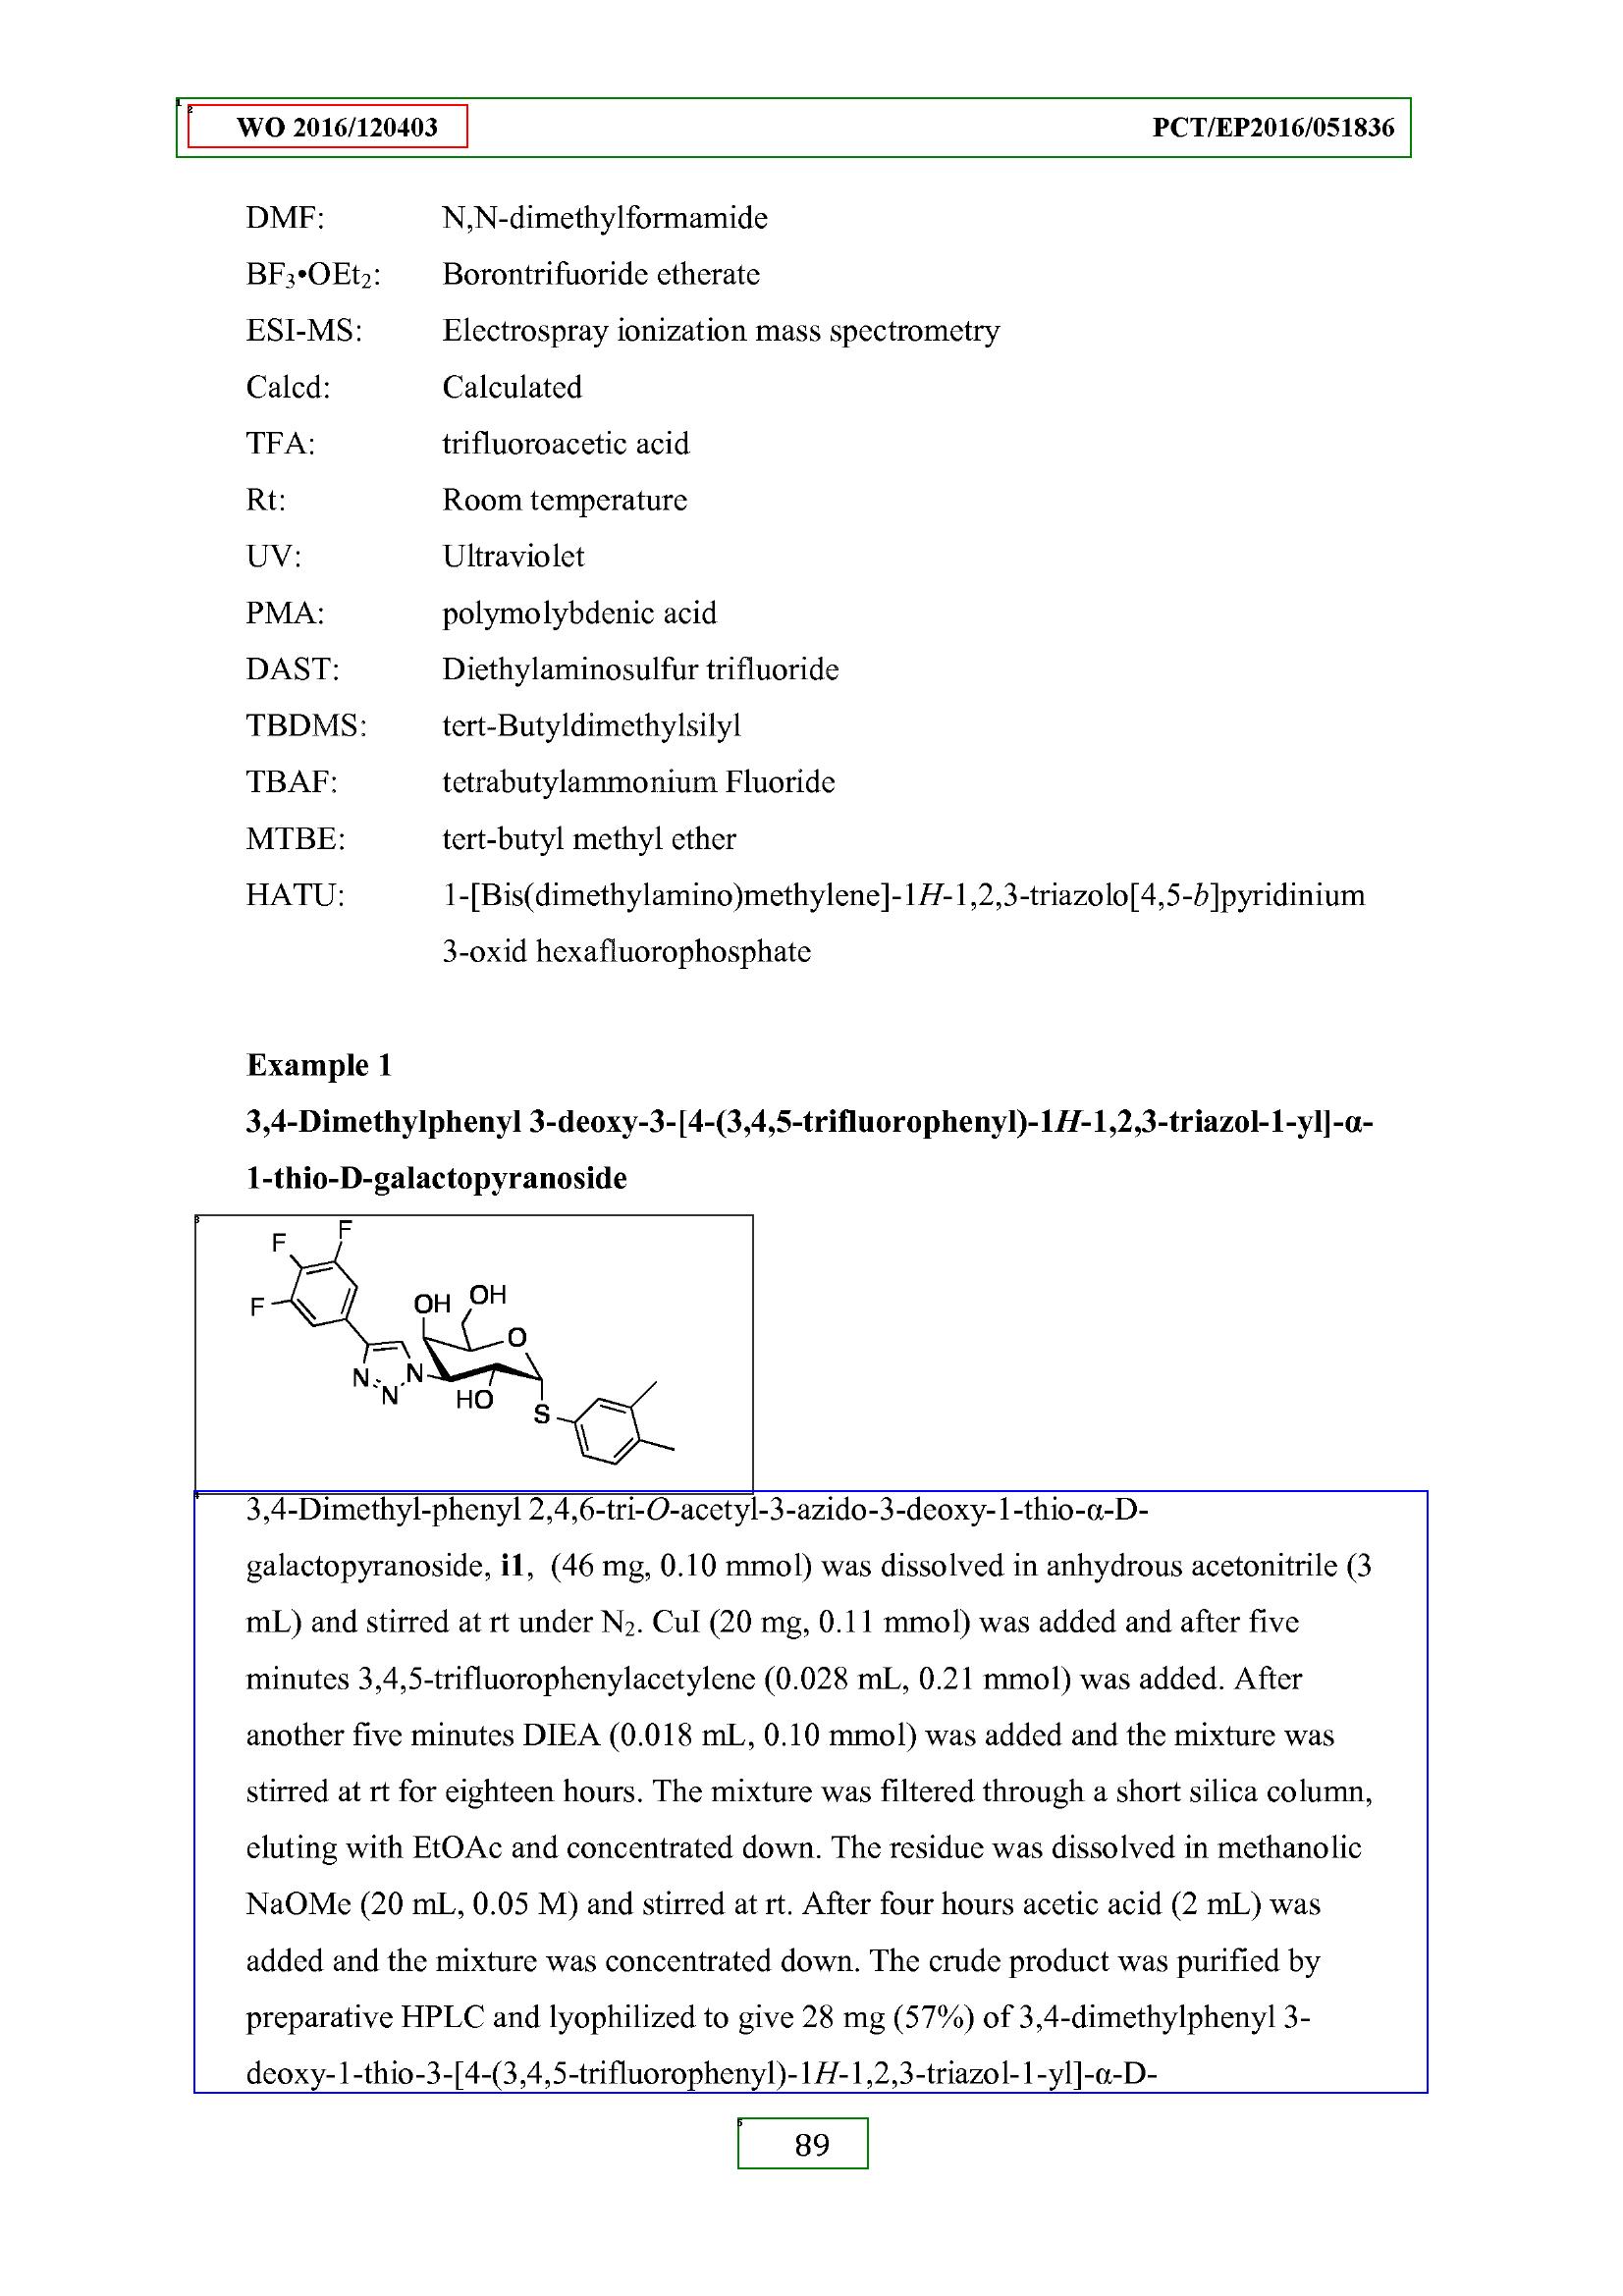 WO 2016/120403 PCT/EP2016/051836
DMF: N,N-dimethylformamide
BF₃•OEt₂: Borontrifuoride etherate
ESI-MS: Electrospray ionization mass spectrometry
Calcd: Calculated
TFA: trifluoroacetic acid
Rt: Room temperature
UV: Ultraviolet
PMA: polymolybdenic acid
DAST: Diethylaminosulfur trifluoride
TBDMS: tert-Butyldimethylsilyl
TBAF: tetrabutylammonium Fluoride
MTBE: tert-butyl methyl ether
HATU: 1-[Bis(dimethylamino)methylene]-1H-1,2,3-triazolo[4,5-b]pyridinium
3-oxid hexafluorophosphate
Example 1
3,4-Dimethylphenyl 3-deoxy-3-[4-(3,4,5-trifluorophenyl)-1H-1,2,3-triazol-1-yl]-α-
1-thio-D-galactopyranoside
F F
F OH OH
O
N N N
HO S
3,4-Dimethyl-phenyl 2,4,6-tri-O-acetyl-3-azido-3-deoxy-1-thio-α-D-
galactopyranoside, i1, (46 mg, 0.10 mmol) was dissolved in anhydrous acetonitrile (3
mL) and stirred at rt under N₂. CuI (20 mg, 0.11 mmol) was added and after five
minutes 3,4,5-trifluorophenylacetylene (0.028 mL, 0.21 mmol) was added. After
another five minutes DIEA (0.018 mL, 0.10 mmol) was added and the mixture was
stirred at rt for eighteen hours. The mixture was filtered through a short silica column,
eluting with EtOAc and concentrated down. The residue was dissolved in methanolic
NaOMe (20 mL, 0.05 M) and stirred at rt. After four hours acetic acid (2 mL) was
added and the mixture was concentrated down. The crude product was purified by
preparative HPLC and lyophilized to give 28 mg (57%) of 3,4-dimethylphenyl 3-
deoxy-1-thio-3-[4-(3,4,5-trifluorophenyl)-1H-1,2,3-triazol-1-yl]-α-D-
89